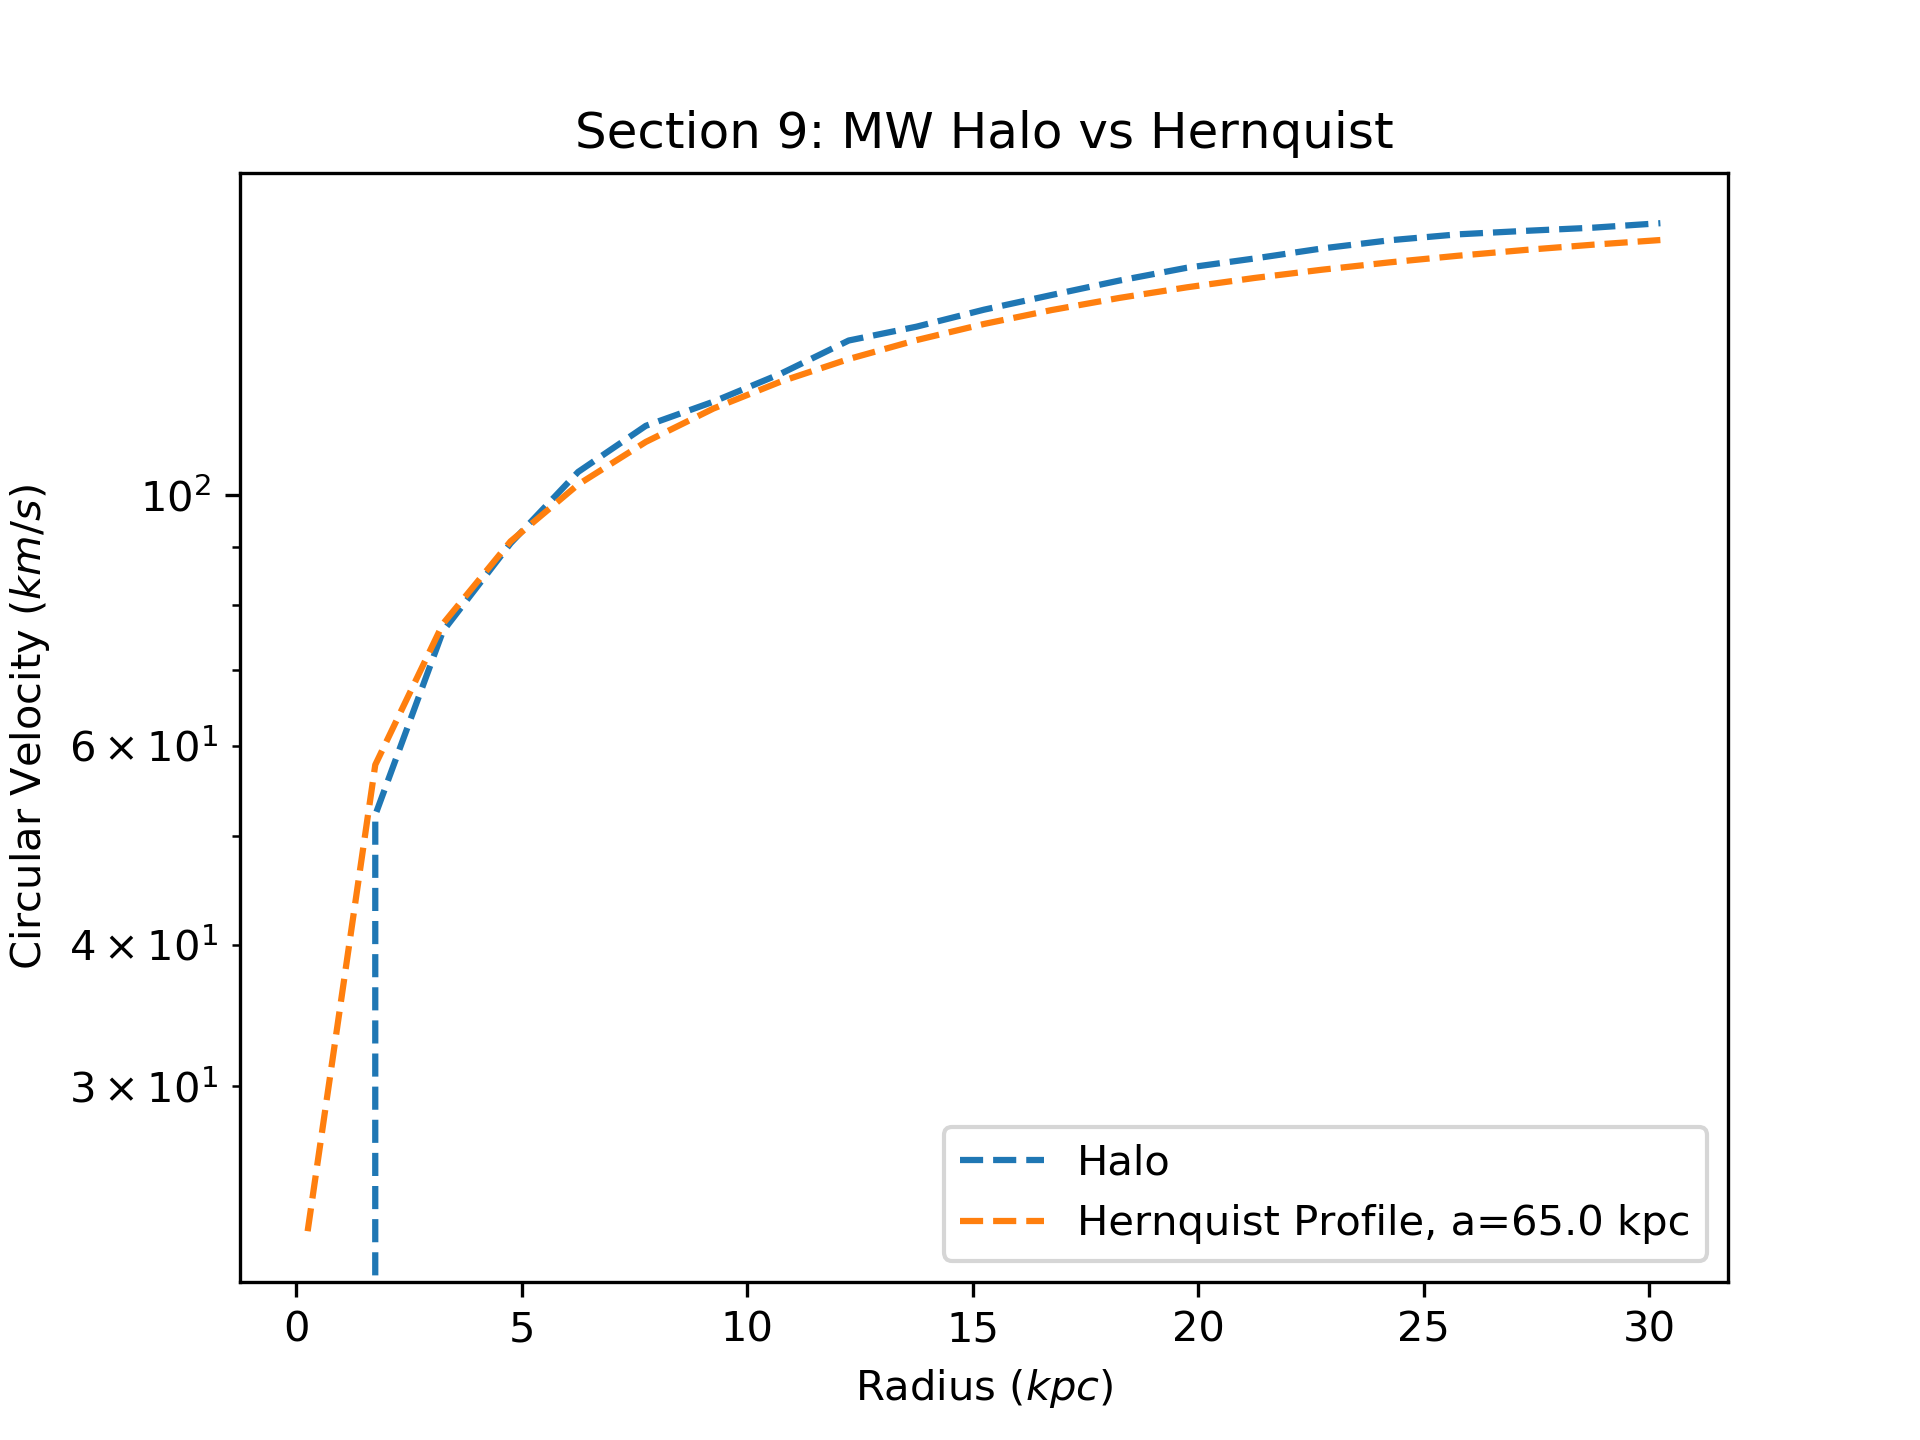 Section 9: MW Halo vs Hernquist
Circular Velocity (km/s)
10²
6 × 10¹
4 × 10¹
3 × 10¹
Halo
Hernquist Profile, a=65.0 kpc
0 5 10 15 20 25 30
Radius (kpc)